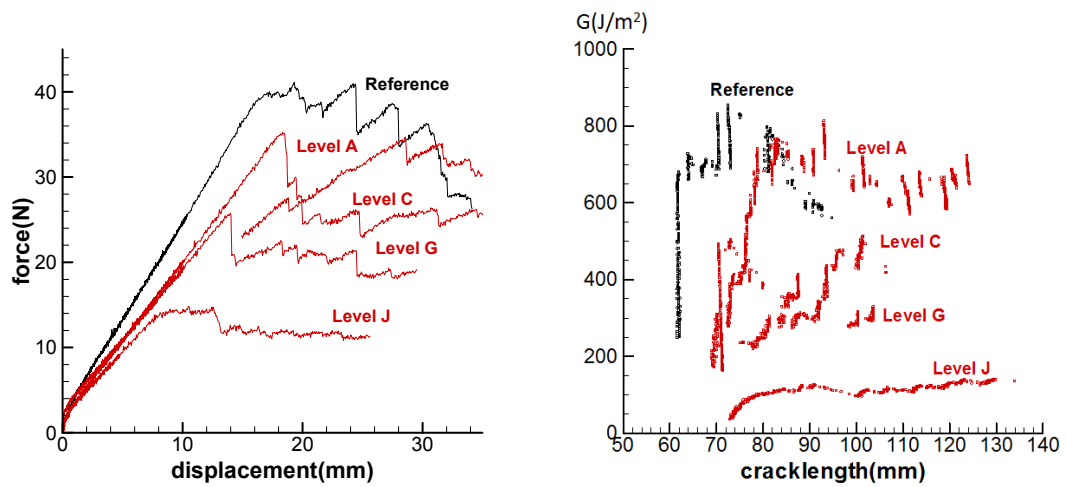 force(N)
40
30
20
10
0
0
10
20
30
displacement(mm)
Reference
Level A
Level C
Level G
Level J
G(J/m²)
1000
800
600
400
200
0
50
60
70
80
90
100
110
120
130
140
cracklength(mm)
Reference
Level A
Level C
Level G
Level J